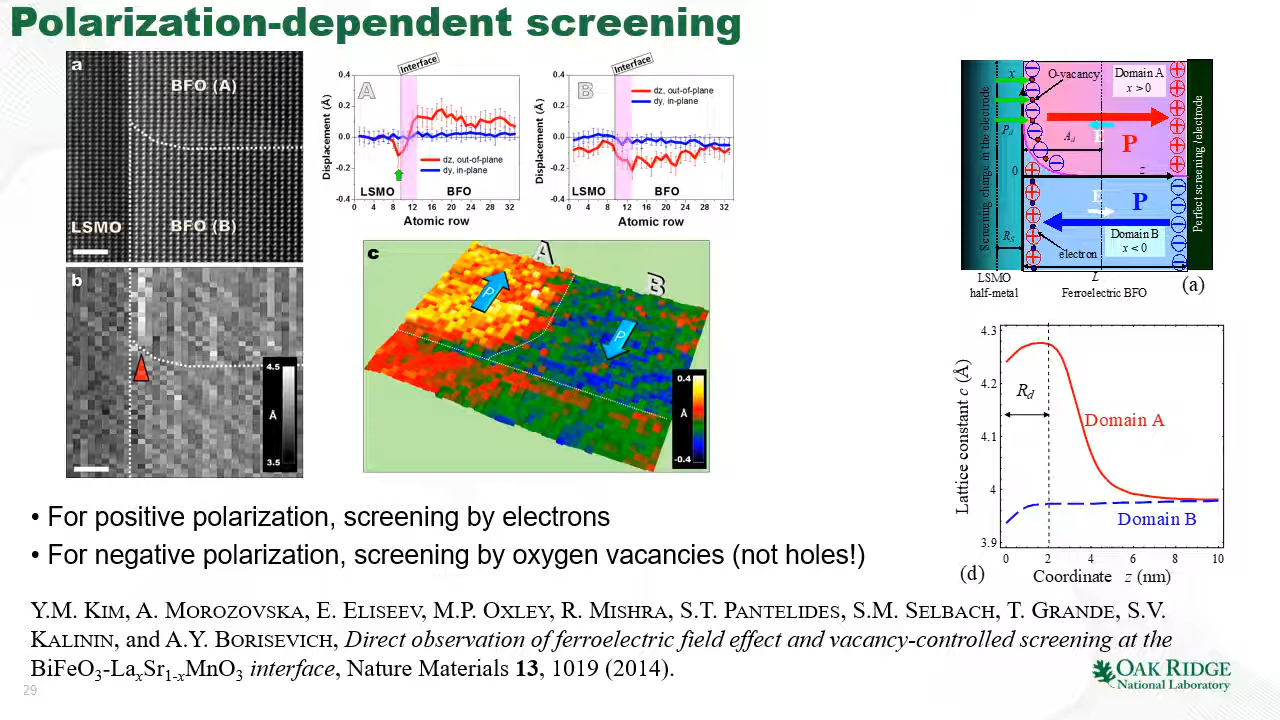 Polarization-dependent screening
a
BFO (A)
LSMO
BFO (B)
b
4.5
Å
3.5
Interface
A
Displacement (Å)
0.4
0.2
0.0
-0.2
-0.4
dz, out-of-plane
dy, in-plane
LSMO
BFO
0 4 8 12 16 20 24 28 32
Atomic row
Interface
B
Displacement (Å)
0.4
0.2
0.0
-0.2
-0.4
dz, out-of-plane
dy, in-plane
LSMO
BFO
0 4 8 12 16 20 24 28 32
Atomic row
c
A
B
P
P
0.4
Å
-0.4
Screening charge in the electrode
x
O-vacancy
Domain A
x > 0
P
E
0
z
E
P
Domain B
x < 0
electron
Perfect screening /electrode
LSMO
half-metal
L
Ferroelectric BFO
(a)
Lattice constant c (Å)
4.3
4.2
4.1
4
3.9
Rd
Domain A
Domain B
0 2 4 6 8 10
(d)
Coordinate z (nm)
• For positive polarization, screening by electrons
• For negative polarization, screening by oxygen vacancies (not holes!)
Y.M. KIM, A. MOROZOVSKA, E. ELISEEV, M.P. OXLEY, R. MISHRA, S.T. PANTELIDES, S.M. SELBACH, T. GRANDE, S.V.
KALININ, and A.Y. BORISEVICH, Direct observation of ferroelectric field effect and vacancy-controlled screening at the
BiFeO3-LaxSr1-xMnO3 interface, Nature Materials 13, 1019 (2014).
29
OAK RIDGE
National Laboratory